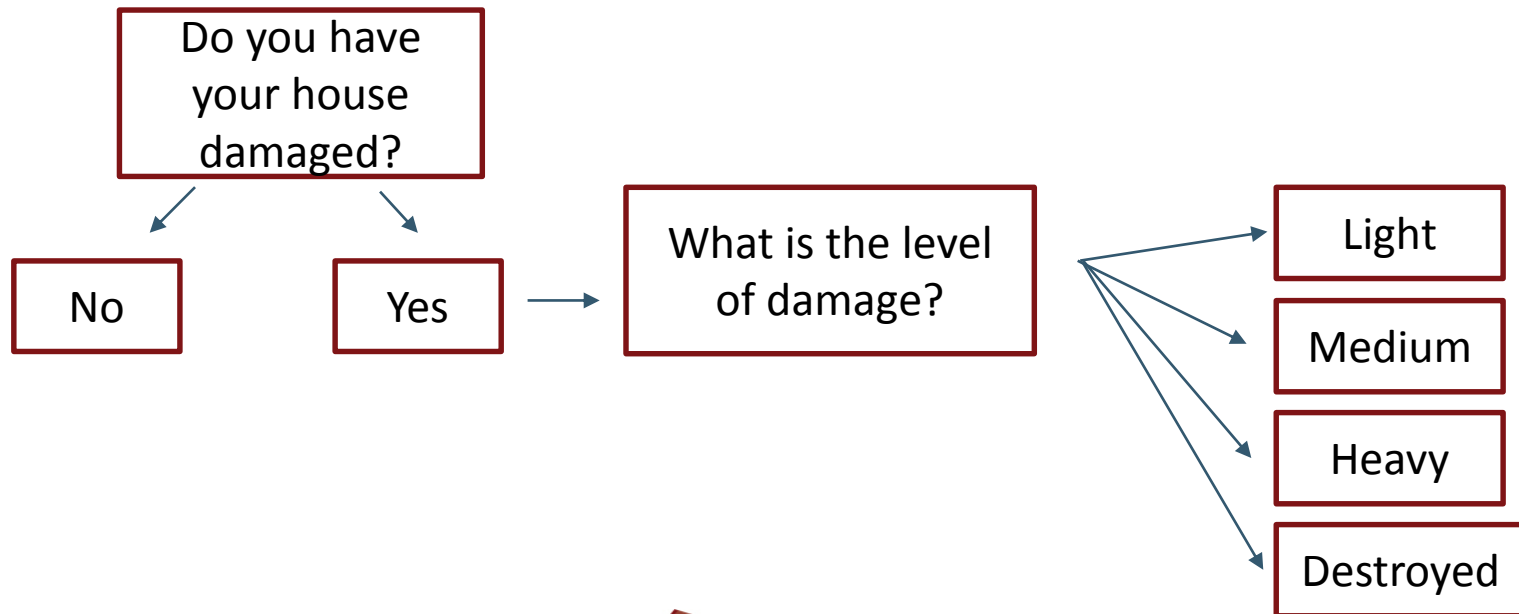 Do you have
your house
damaged?
No
Yes
What is the level
of damage?
Light
Medium
Heavy
Destroyed